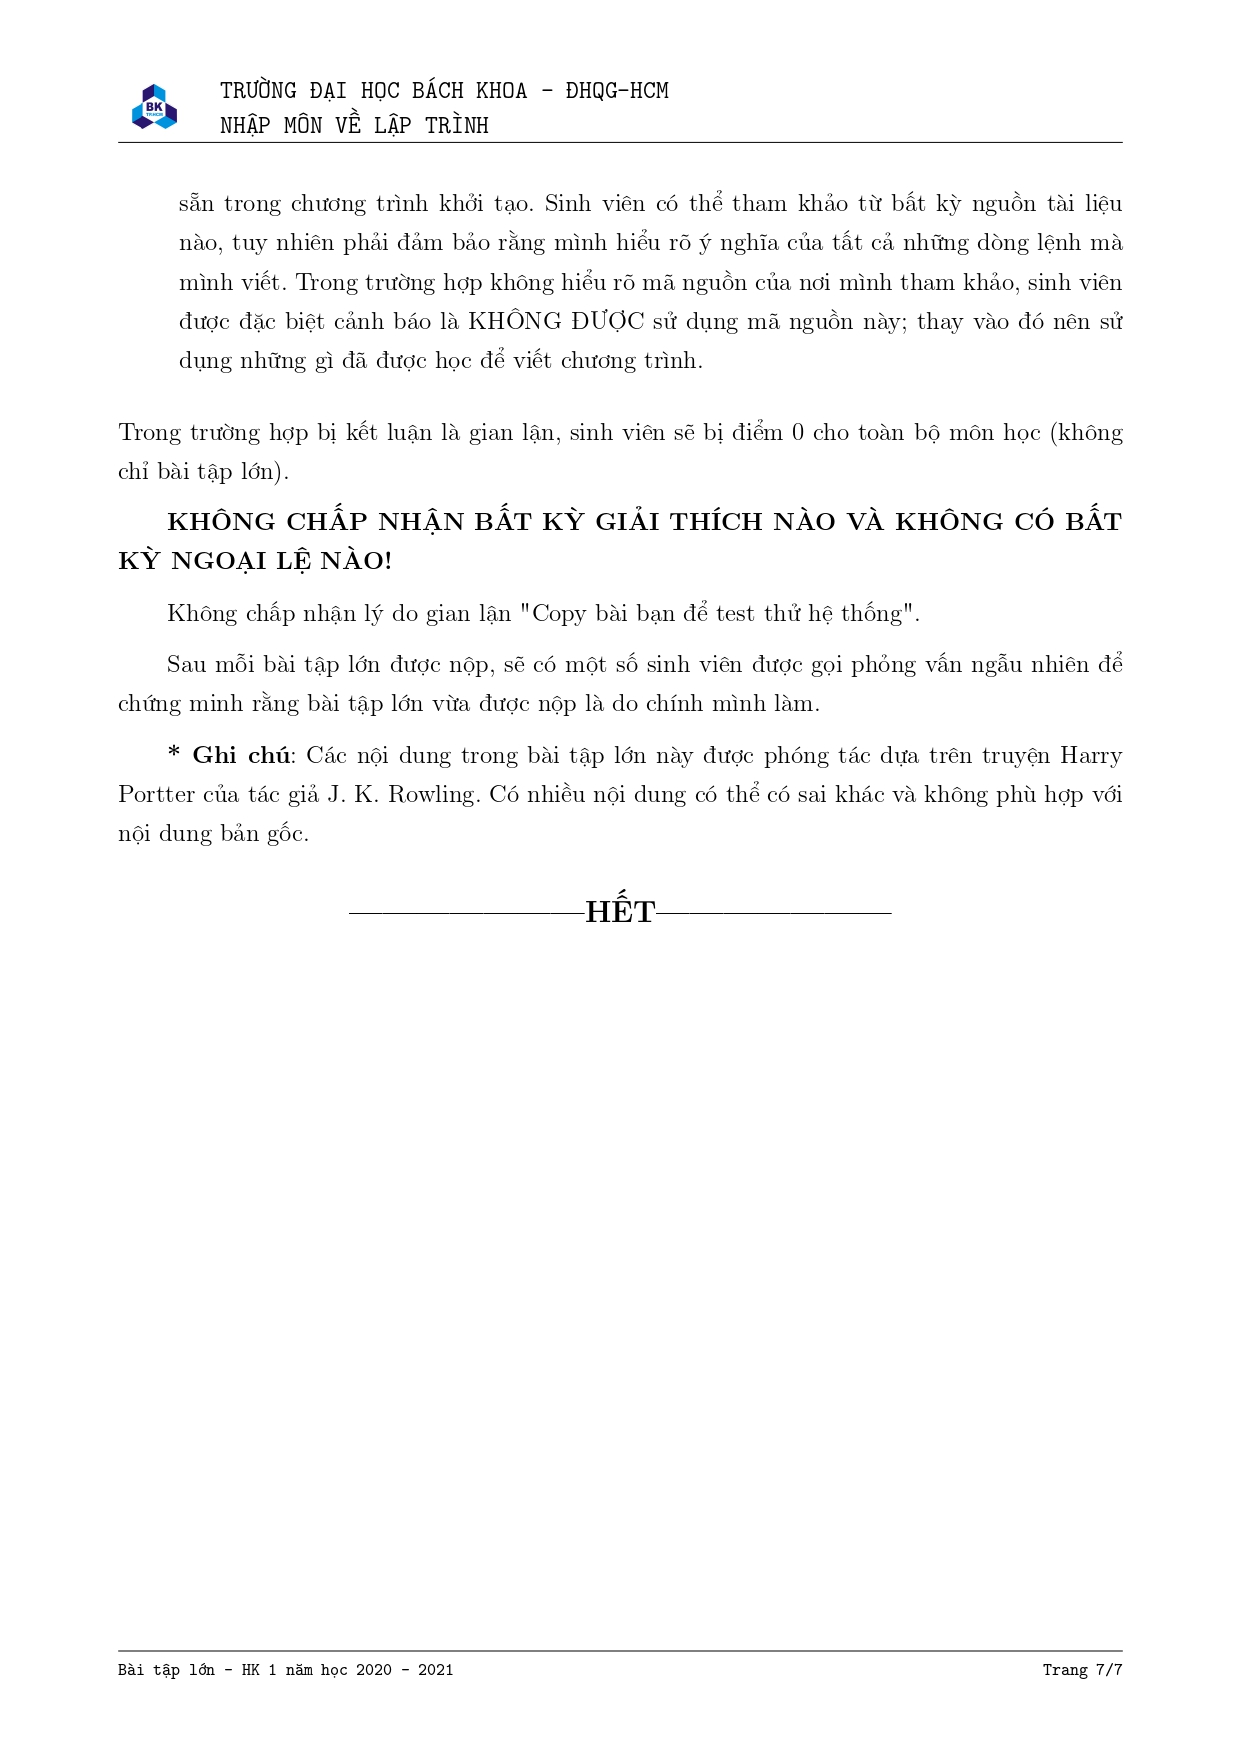 BK
TP.HCM
TRƯỜNG ĐẠI HỌC BÁCH KHOA - ĐHQG-HCM
NHẬP MÔN VỀ LẬP TRÌNH
sẵn trong chương trình khởi tạo. Sinh viên có thể tham khảo từ bất kỳ nguồn tài liệu
nào, tuy nhiên phải đảm bảo rằng mình hiểu rõ ý nghĩa của tất cả những dòng lệnh mà
mình viết. Trong trường hợp không hiểu rõ mã nguồn của nơi mình tham khảo, sinh viên
được đặc biệt cảnh báo là KHÔNG ĐƯỢC sử dụng mã nguồn này; thay vào đó nên sử
dụng những gì đã được học để viết chương trình.
Trong trường hợp bị kết luận là gian lận, sinh viên sẽ bị điểm 0 cho toàn bộ môn học (không
chỉ bài tập lớn).
KHÔNG CHẤP NHẬN BẤT KỲ GIẢI THÍCH NÀO VÀ KHÔNG CÓ BẤT
KỲ NGOẠI LỆ NÀO!
Không chấp nhận lý do gian lận "Copy bài bạn để test thử hệ thống".
Sau mỗi bài tập lớn được nộp, sẽ có một số sinh viên được gọi phỏng vấn ngẫu nhiên để
chứng minh rằng bài tập lớn vừa được nộp là do chính mình làm.
* Ghi chú: Các nội dung trong bài tập lớn này được phóng tác dựa trên truyện Harry
Portter của tác giả J. K. Rowling. Có nhiều nội dung có thể có sai khác và không phù hợp với
nội dung bản gốc.
———————HẾT———————
Bài tập lớn - HK 1 năm học 2020 - 2021
Trang 7/7